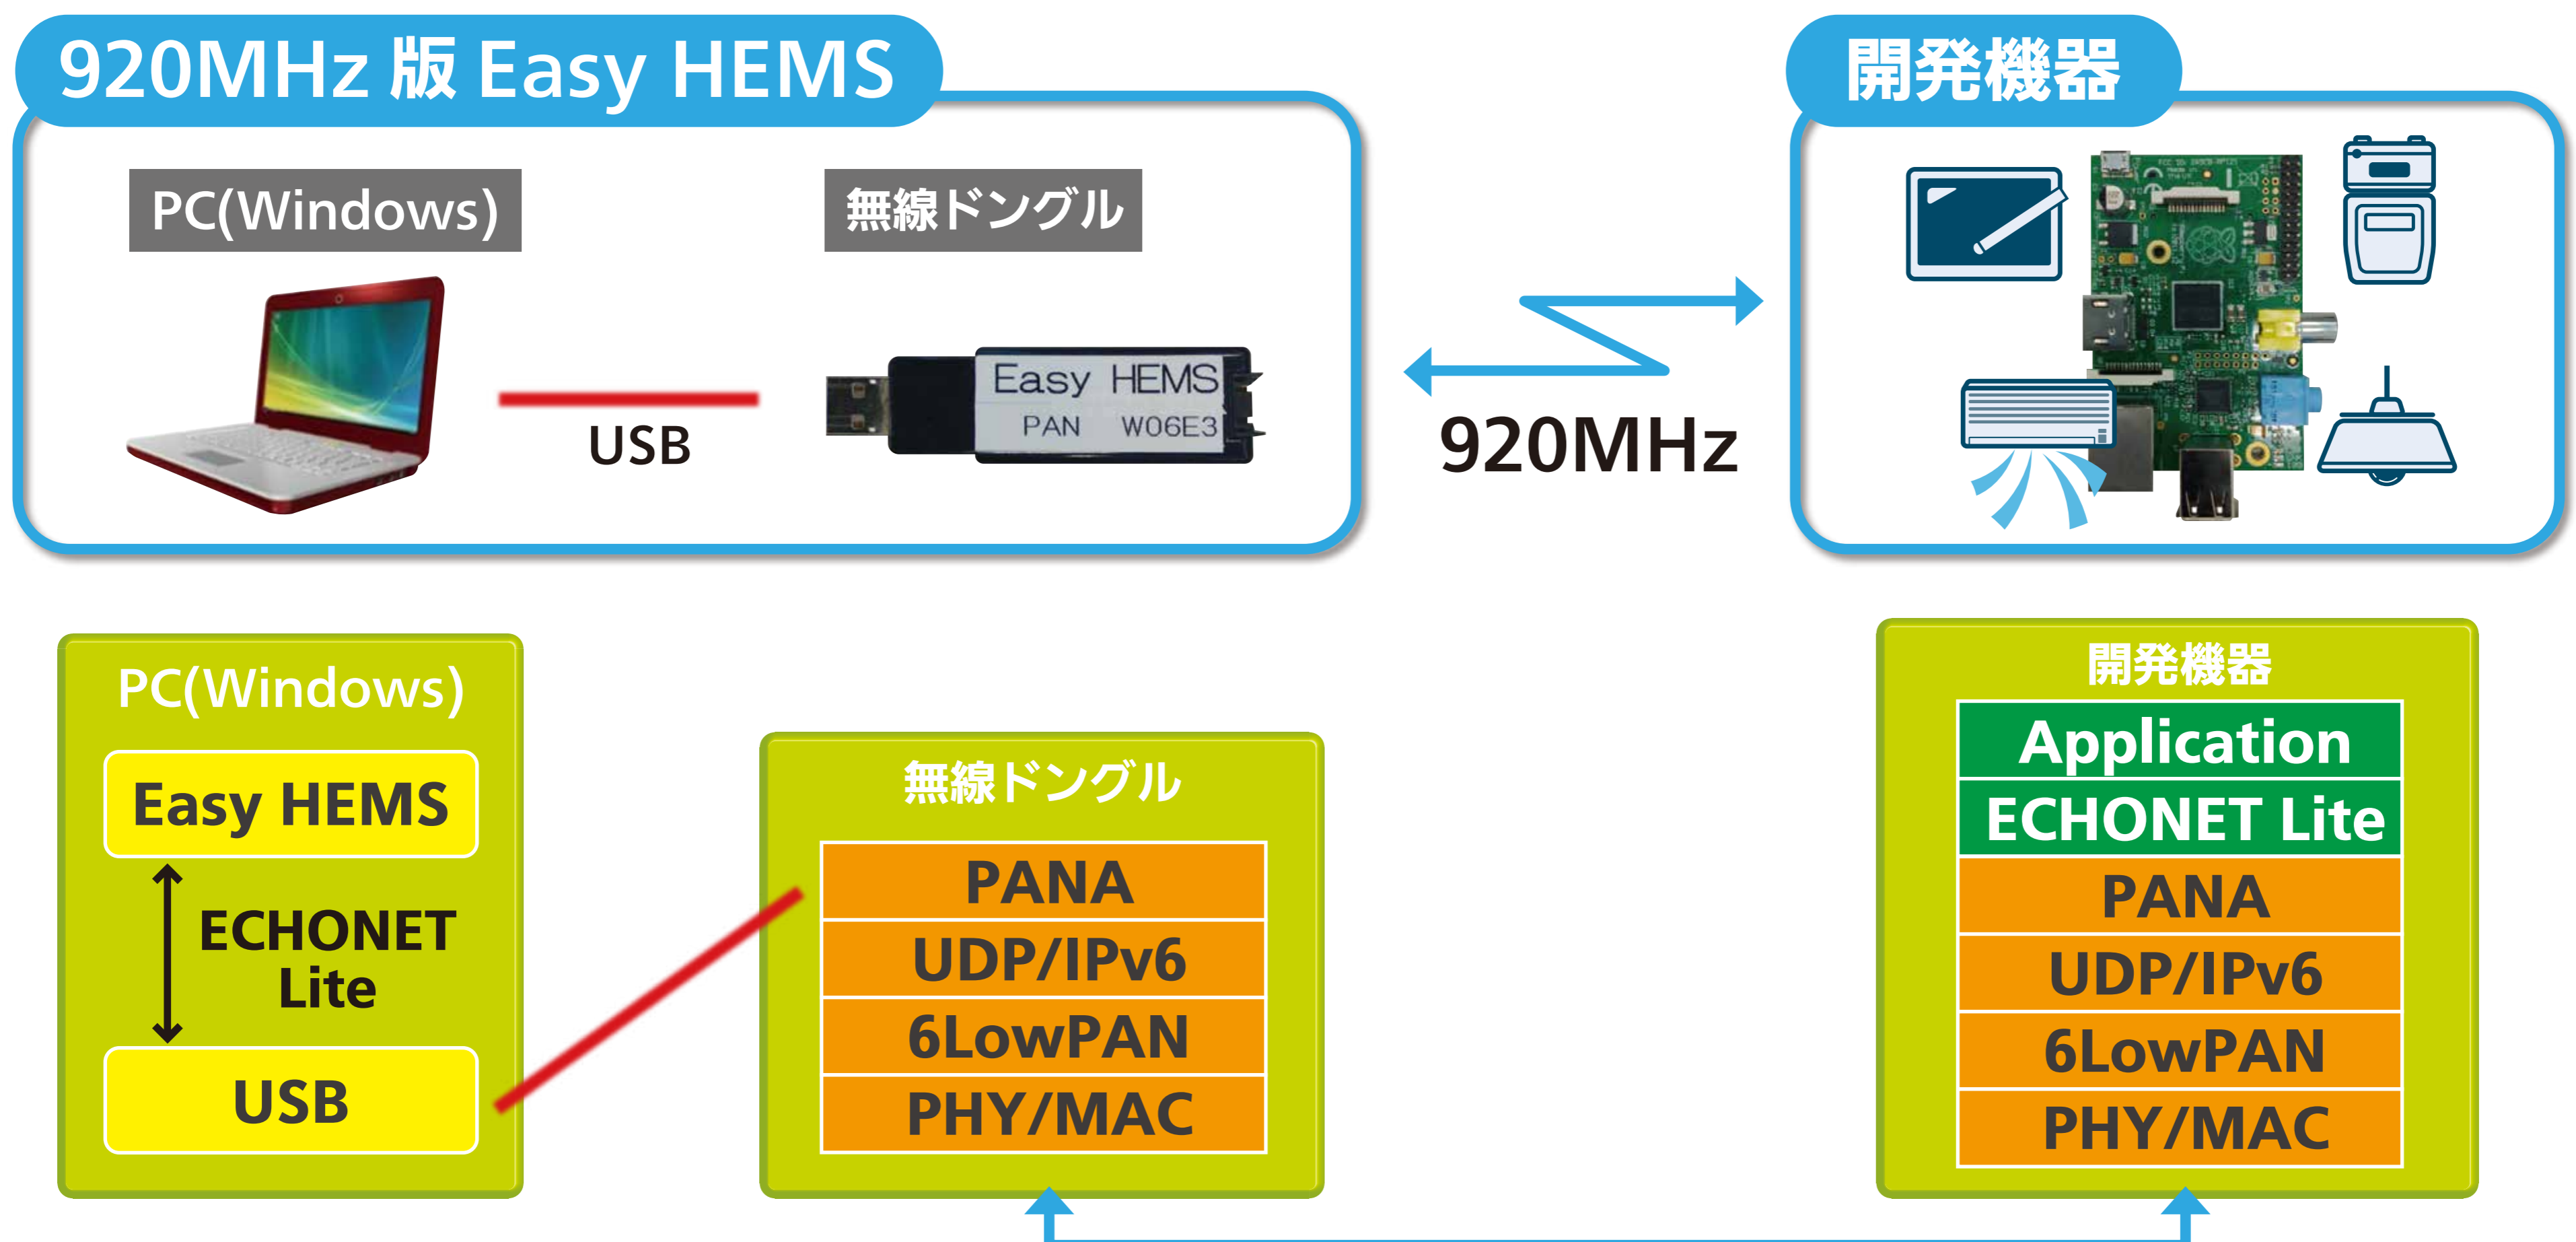 920MHz 版 Easy HEMS
開発機器
PC(Windows)
無線ドングル
USB
Easy HEMS
PAN W06E3
920MHz
PC(Windows)
Easy HEMS
ECHONET
Lite
USB
無線ドングル
PANA
UDP/IPv6
6LowPAN
PHY/MAC
開発機器
Application
ECHONET Lite
PANA
UDP/IPv6
6LowPAN
PHY/MAC